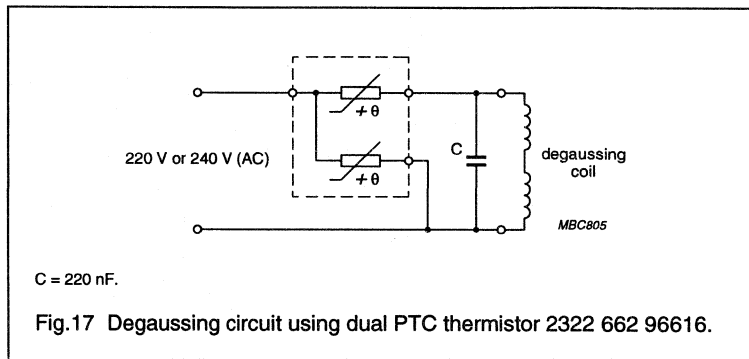 +θ
220 V or 240 V (AC)
+θ
C
degaussing
coil
MBC805
C = 220 nF.
Fig.17 Degaussing circuit using dual PTC thermistor 2322 662 96616.